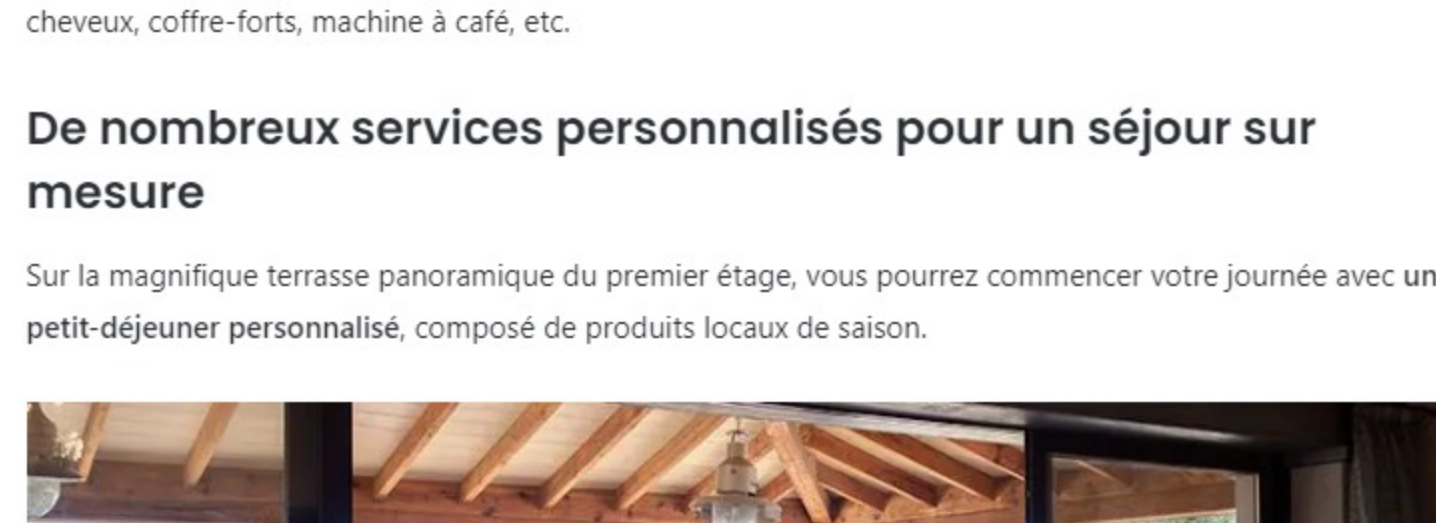 cheveux, coffre-forts, machine à café, etc.
De nombreux services personnalisés pour un séjour sur
mesure
Sur la magnifique terrasse panoramique du premier étage, vous pourrez commencer votre journée avec un
petit-déjeuner personnalisé, composé de produits locaux de saison.